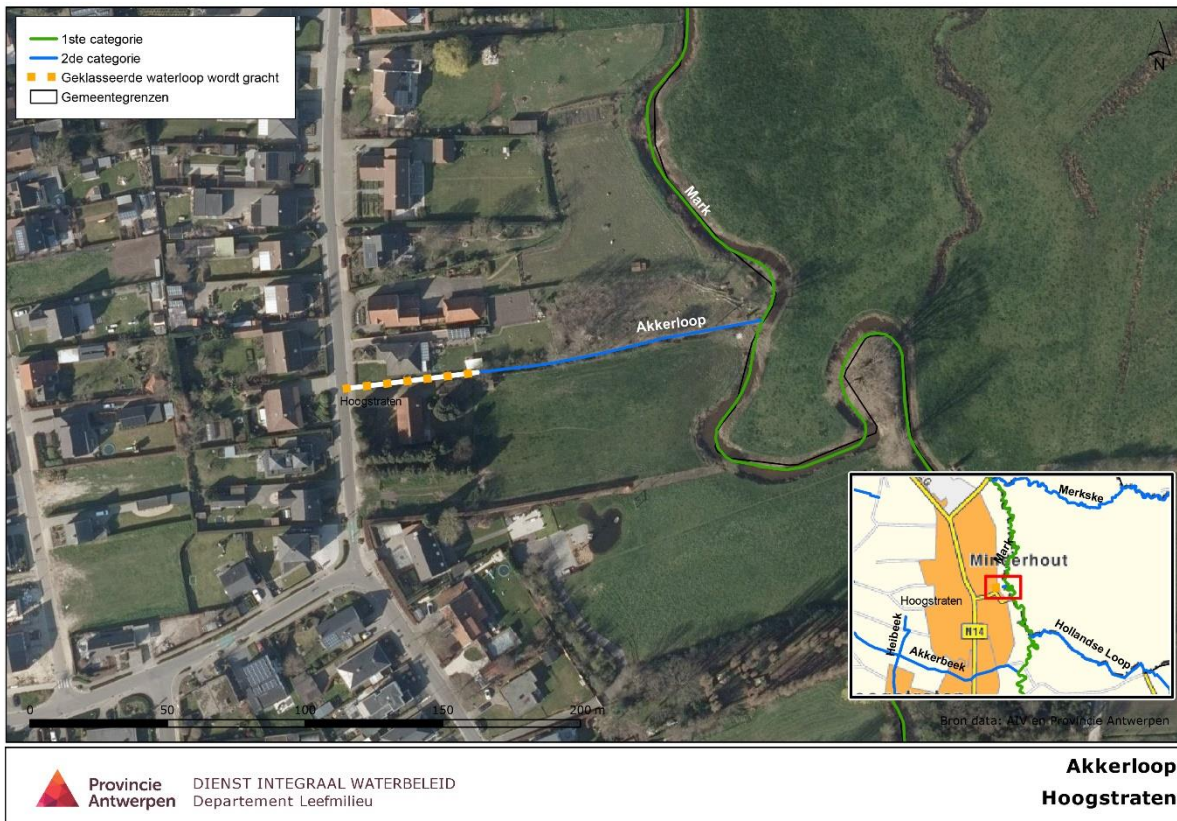 1ste categorie
2de categorie
Geklasseerde waterloop wordt gracht
Gemeentegrenzen
N
Mark
Akkerloop
Hoogstraten
Merkske
Mark
Minderhout
Hoogstraten
N14
Heibeek
Akkerbeek
Hollandse Loop
0 50 100 150 200 m
Bron data: AIV en Provincie Antwerpen
Provincie
Antwerpen
DIENST INTEGRAAL WATERBELEID
Departement Leefmilieu
Akkerloop
Hoogstraten